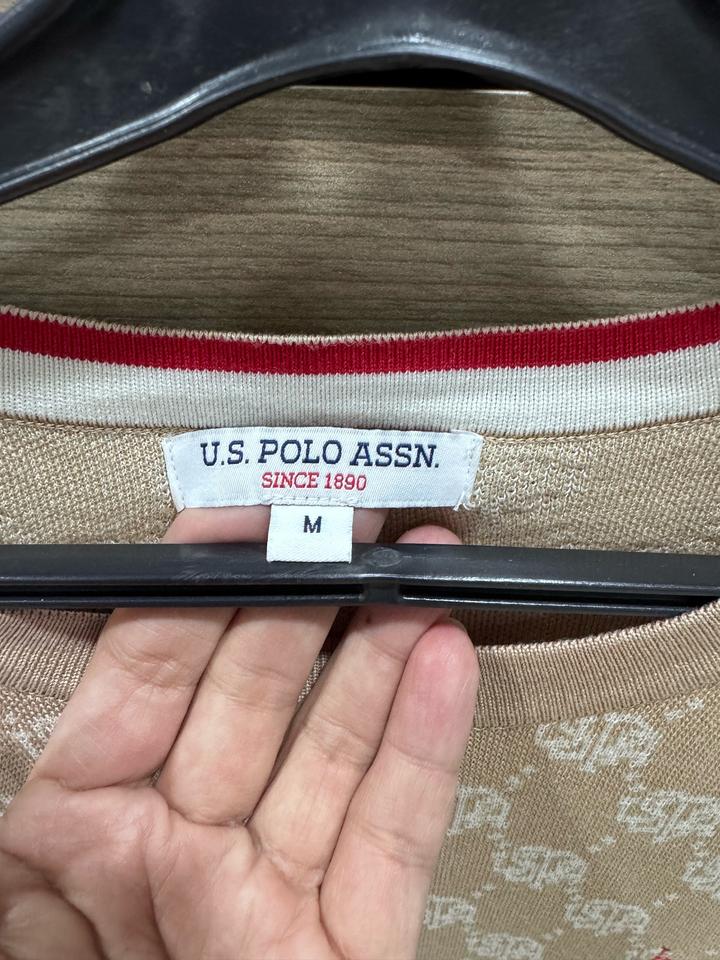 U.S. POLO ASSN.
SINCE 1890
M